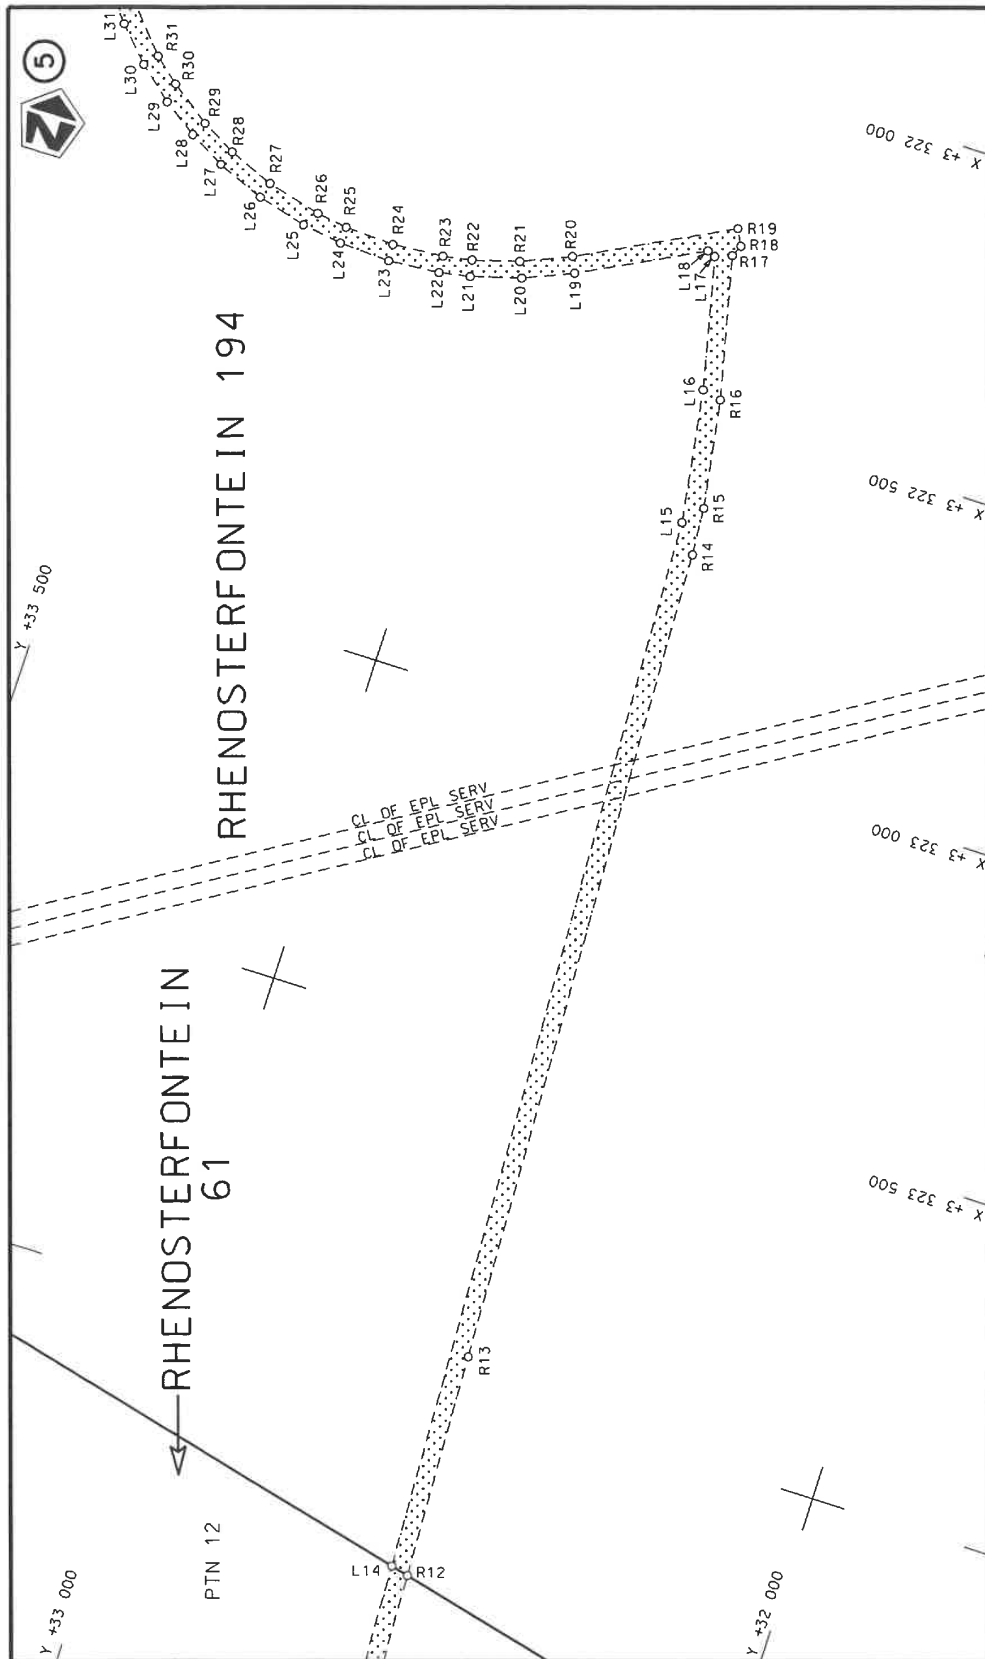 5
N
L31
L30
L29
L28
L27
L26
L25
L24
L23
L22
L21
L20
L19
L18
L17
L16
L15
L14
R31
R30
R29
R28
R27
R26
R25
R24
R23
R22
R21
R20
R19
R18
R17
R16
R15
R14
R13
R12
RHENOSTERFONTEIN 194
RHENOSTERFONTEIN
61
PTN 12
CL OF EPL SERV
CL OF EPL SERV
CL OF EPL SERV
Y +33 500
Y +33 000
Y +32 000
X +3 322 000
X +3 322 500
X +3 323 000
X +3 323 500